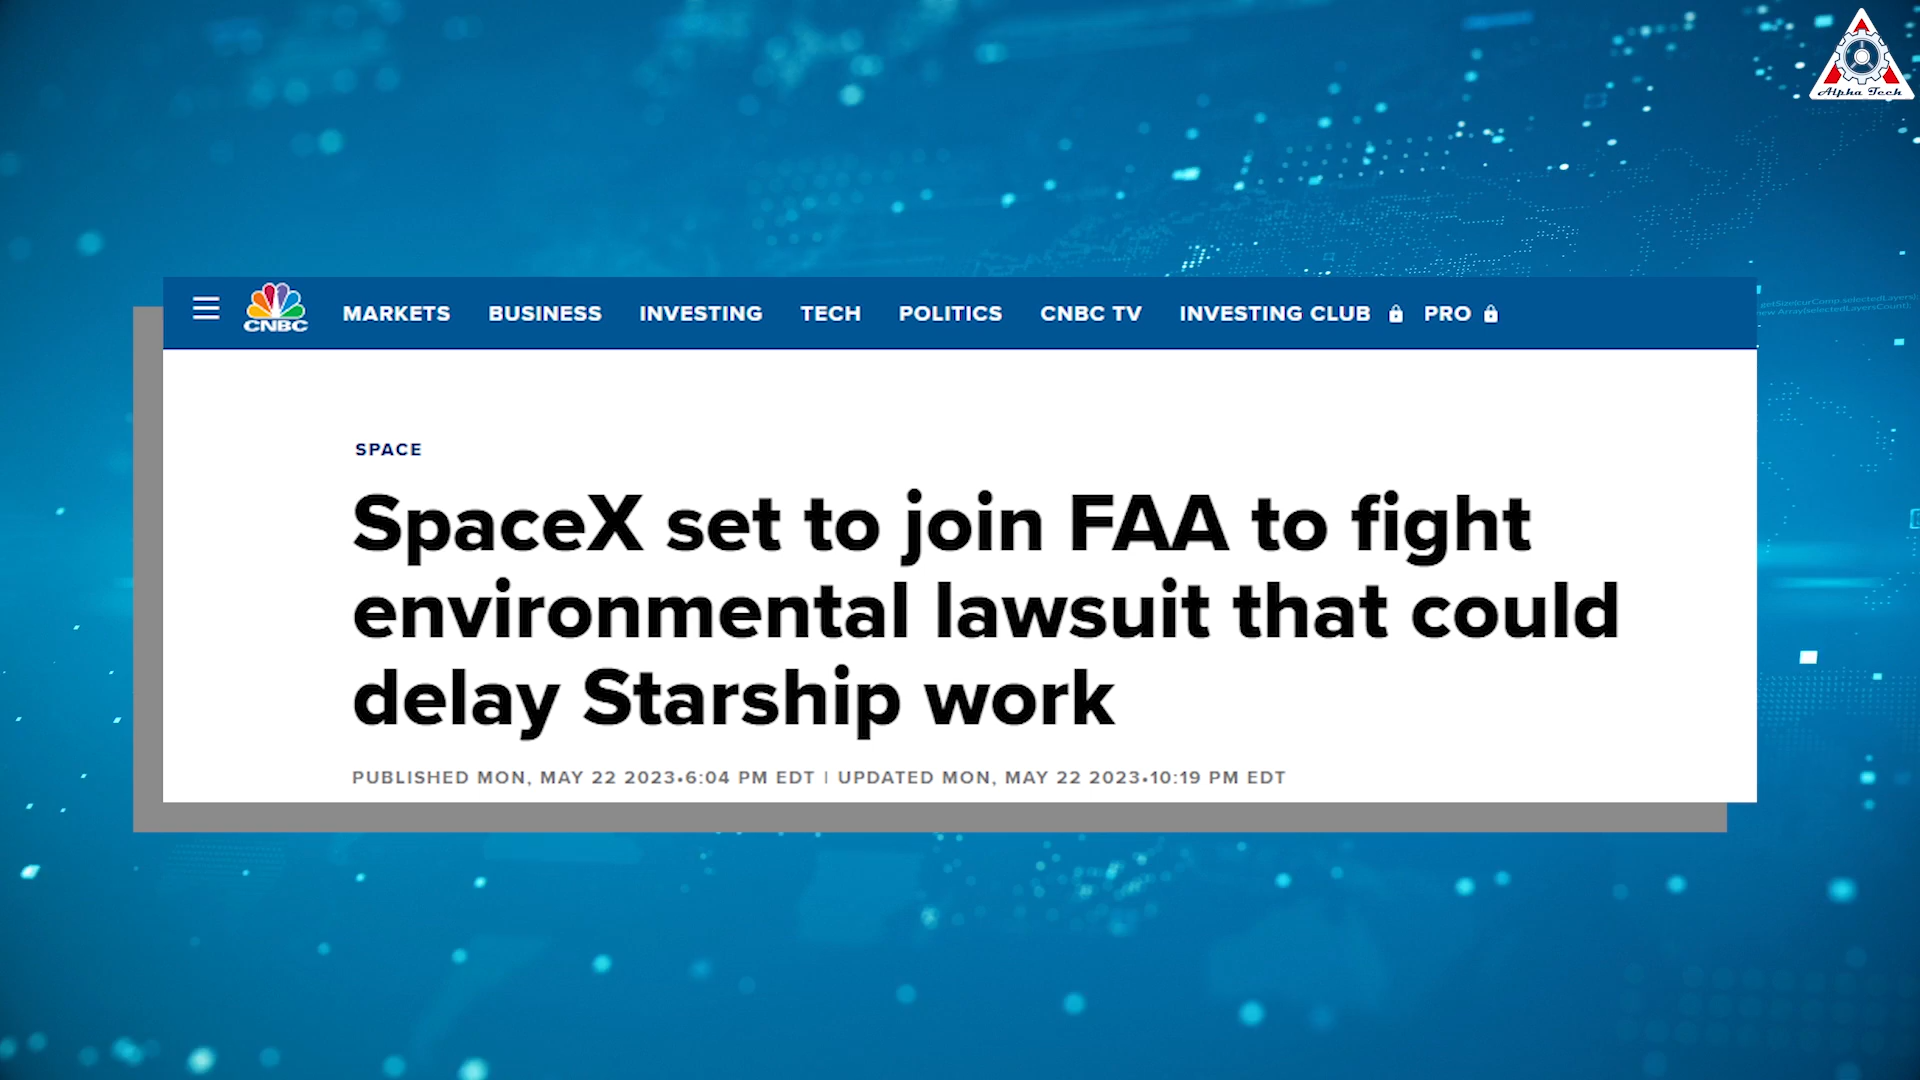 Alpha Tech
CNBC MARKETS BUSINESS INVESTING TECH POLITICS CNBC TV INVESTING CLUB PRO
SPACE
SpaceX set to join FAA to fight
environmental lawsuit that could
delay Starship work
PUBLISHED MON, MAY 22 2023•6:04 PM EDT | UPDATED MON, MAY 22 2023•10:19 PM EDT